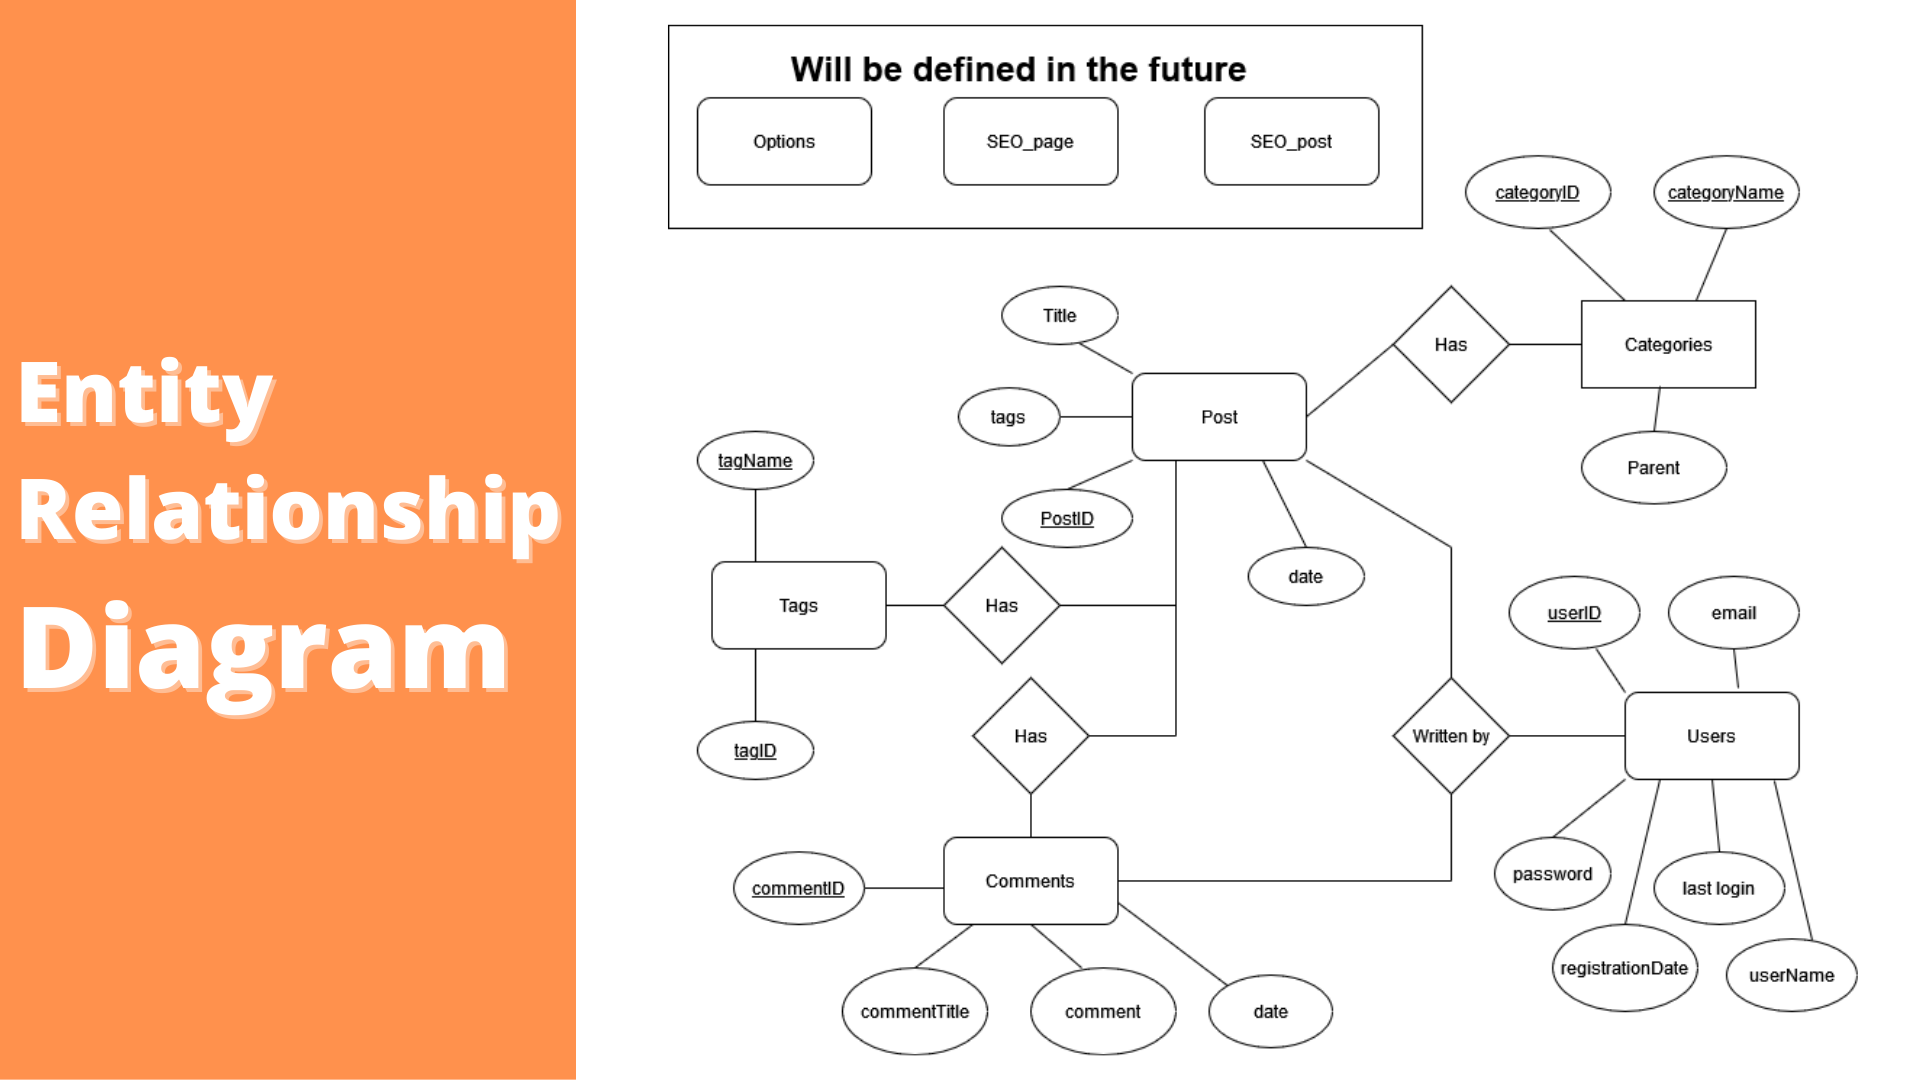 Entity
Relationship
Diagram
Will be defined in the future
Options
SEO_page
SEO_post
categoryID
categoryName
Title
Has
Categories
tags
Post
Parent
tagName
PostID
date
Tags
Has
userID
email
tagID
Has
Written by
Users
commentID
Comments
password
last login
registrationDate
userName
commentTitle
comment
date